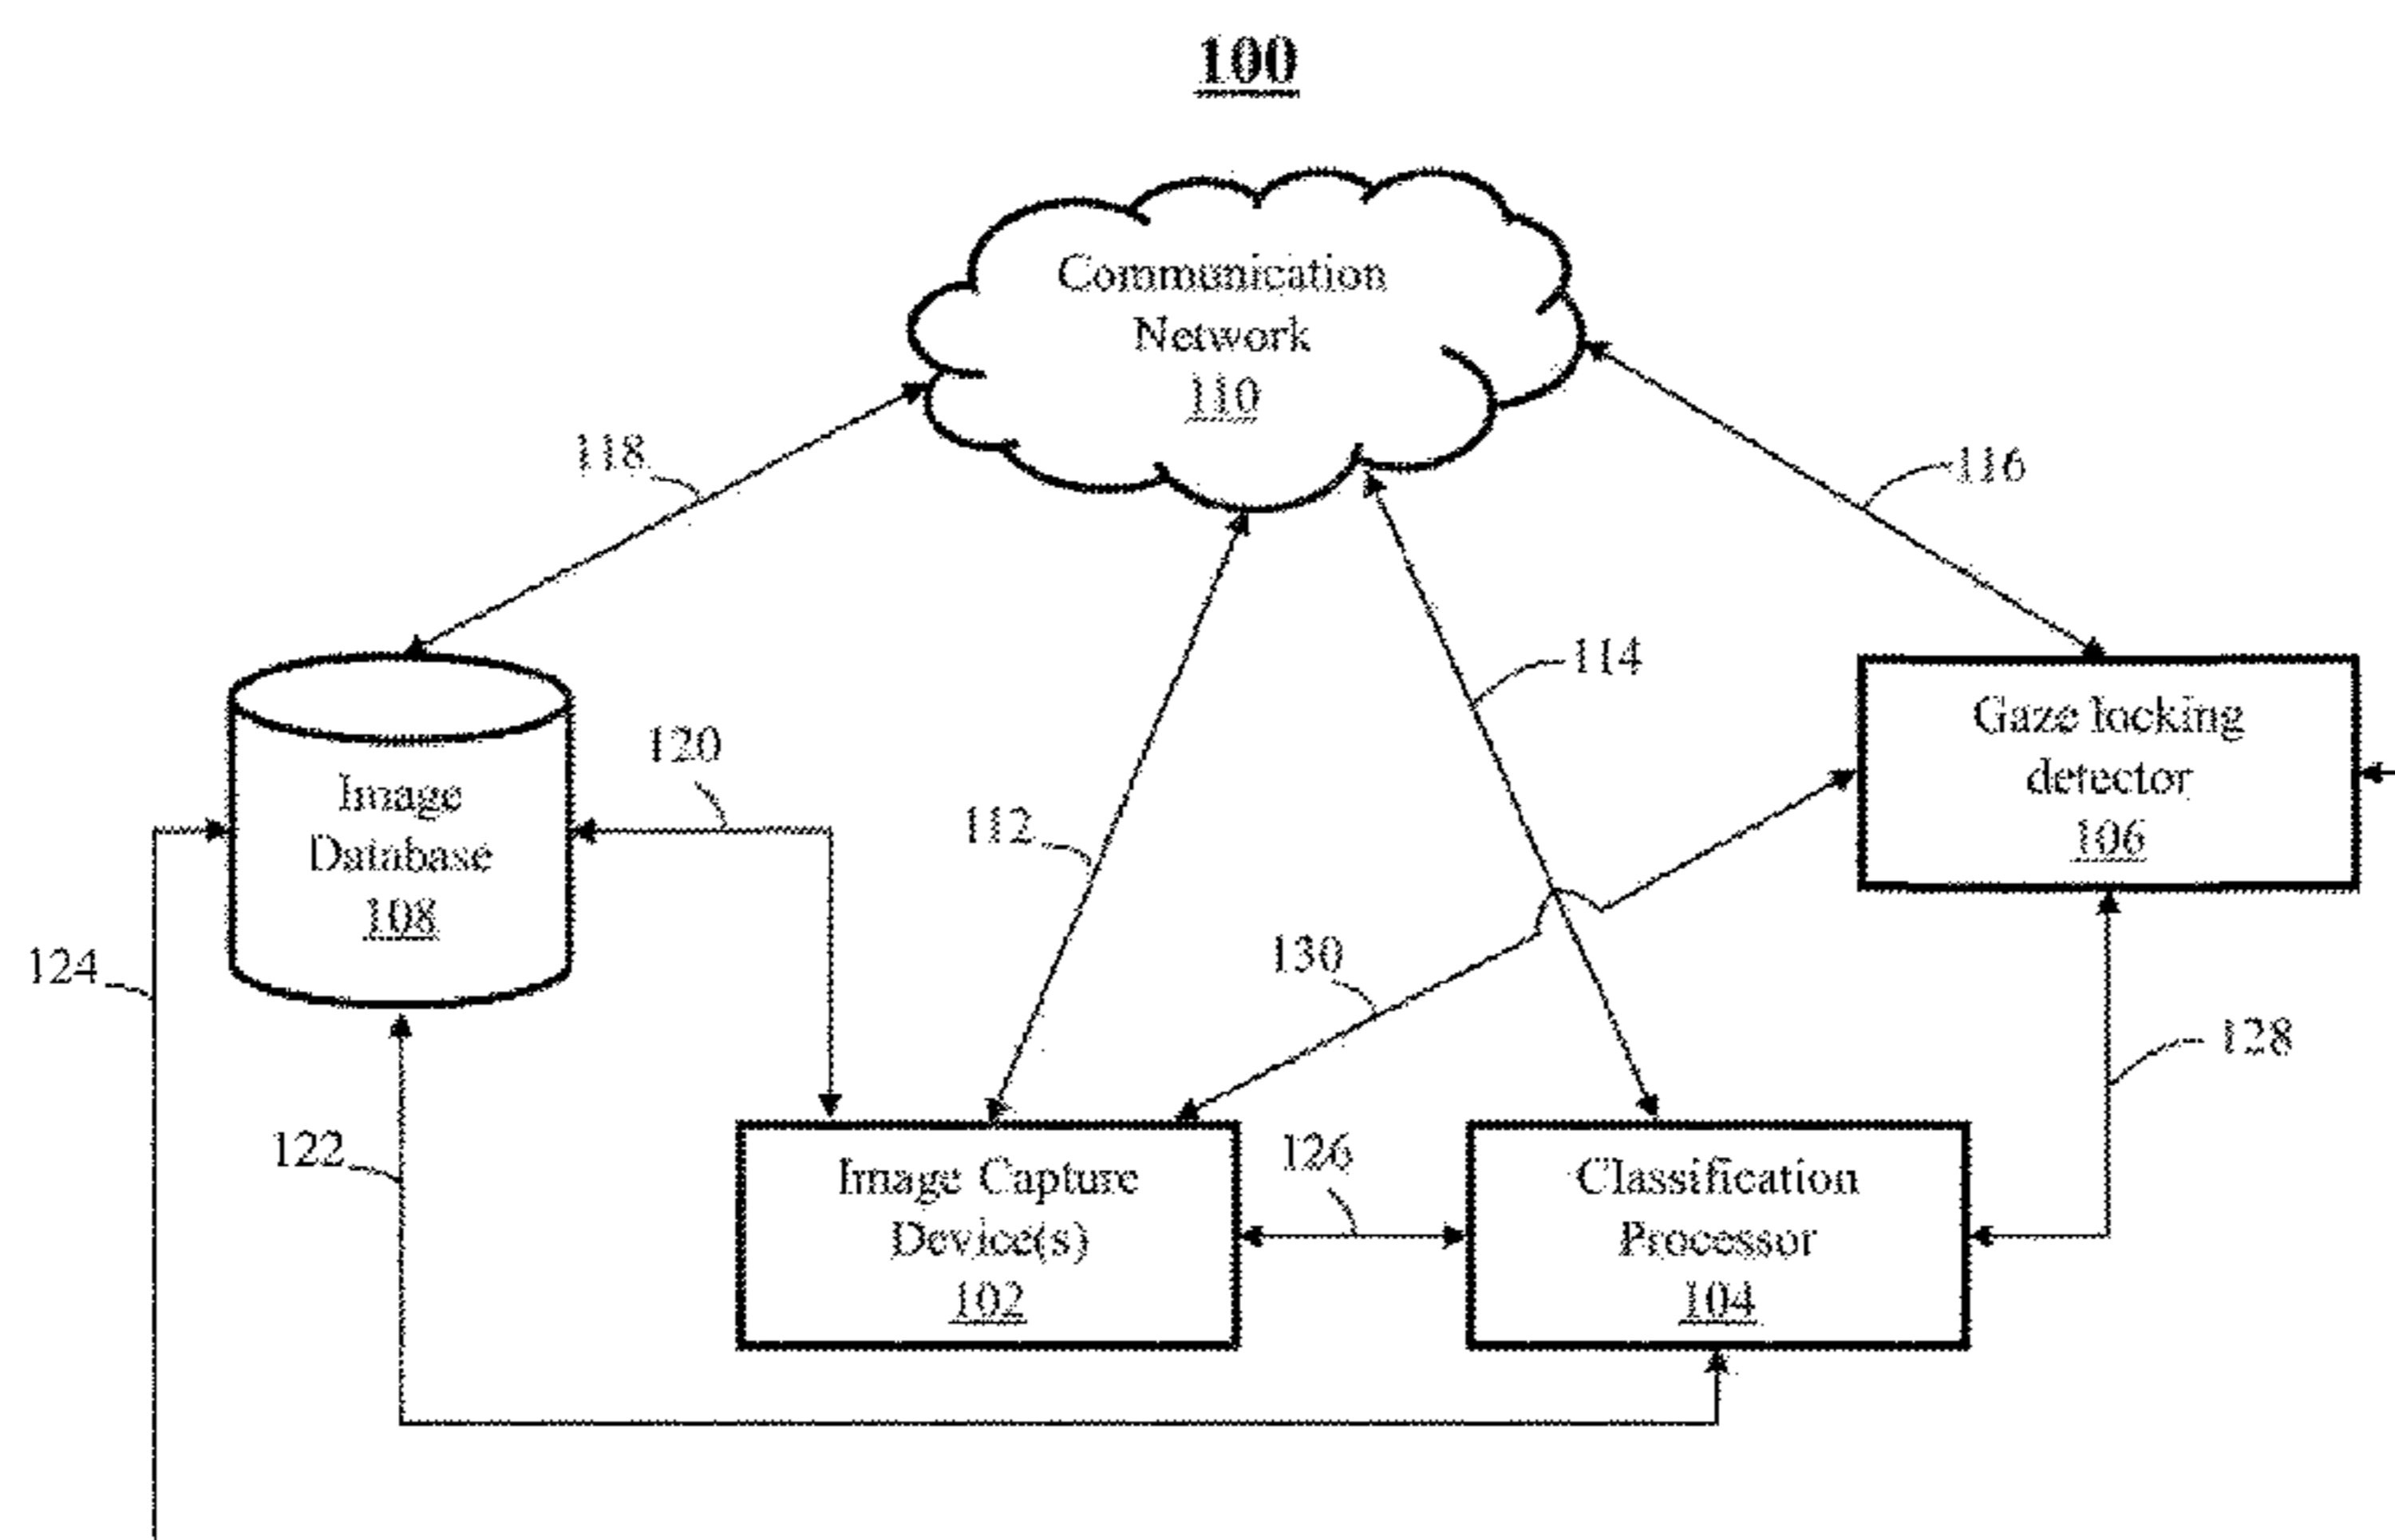 100
Communication
Network
110
118
116
114
Gaze locking
detector
106
120
Image
Database
108
112
124
130
128
122
126
Image Capture
Device(s)
102
Classification
Processor
104